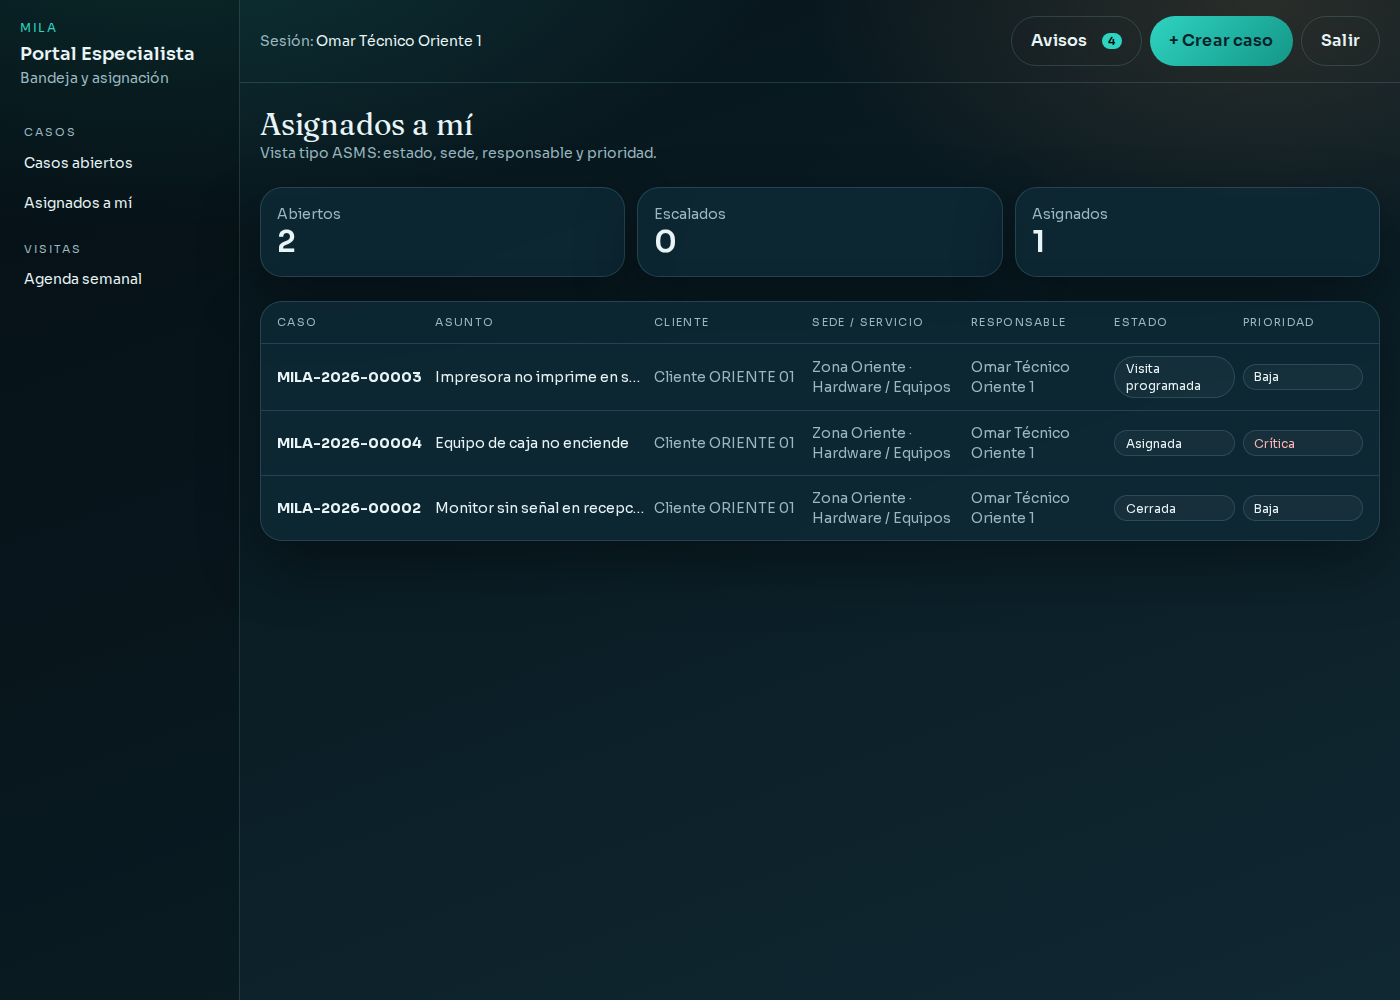 MILA
Portal Especialista
Bandeja y asignación
CASOS
Casos abiertos
Asignados a mí
VISITAS
Agenda semanal
Sesión: Omar Técnico Oriente 1
Avisos 4
+ Crear caso
Salir
Asignados a mí
Vista tipo ASMS: estado, sede, responsable y prioridad.
Abiertos
2
Escalados
0
Asignados
1
CASO ASUNTO CLIENTE SEDE / SERVICIO RESPONSABLE ESTADO PRIORIDAD
MILA-2026-00003 Impresora no imprime en s... Cliente ORIENTE 01 Zona Oriente · Hardware / Equipos Omar Técnico Oriente 1 Visita programada Baja
MILA-2026-00004 Equipo de caja no enciende Cliente ORIENTE 01 Zona Oriente · Hardware / Equipos Omar Técnico Oriente 1 Asignada Crítica
MILA-2026-00002 Monitor sin señal en recepc... Cliente ORIENTE 01 Zona Oriente · Hardware / Equipos Omar Técnico Oriente 1 Cerrada Baja